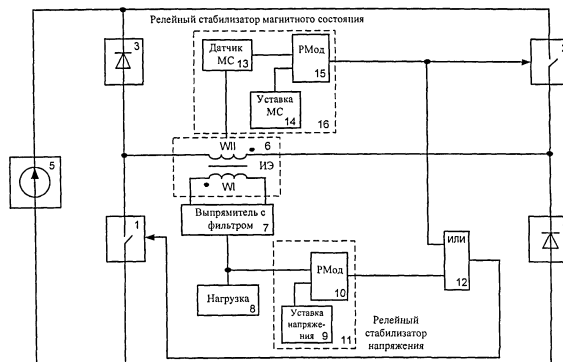 Релейный стабилизатор магнитного состояния
3
Датчик
МС 13
РМод
15
Уставка
МС 14
16
5
WII
6
ИЭ
WI
1
Выпрямитель с
фильтром 7
РМод
10
ИЛИ
12
Нагрузка
8
Уставка
напряже-
ния 9
11
Релейный
стабилизатор
напряжения